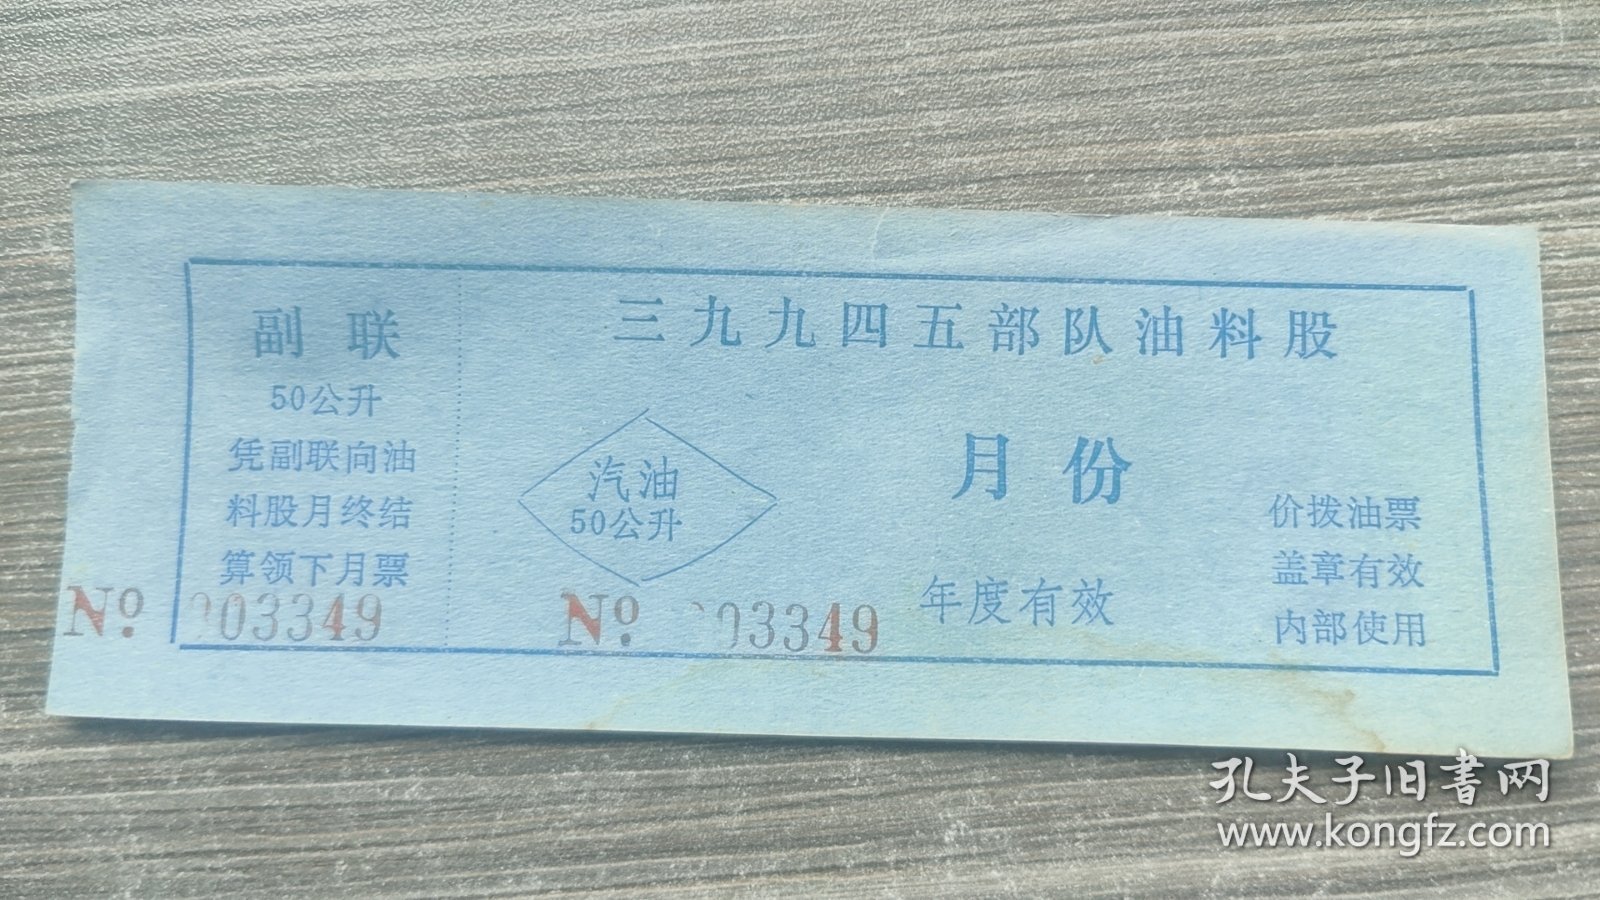 副联
50公升
凭副联向油
料股月终结
算领下月票
No 003349
三九九四五部队油料股
汽油
50公升
月份
年度有效
No 03349
价拨油票
盖章有效
内部使用
孔夫子旧書网
www.kongfz.com